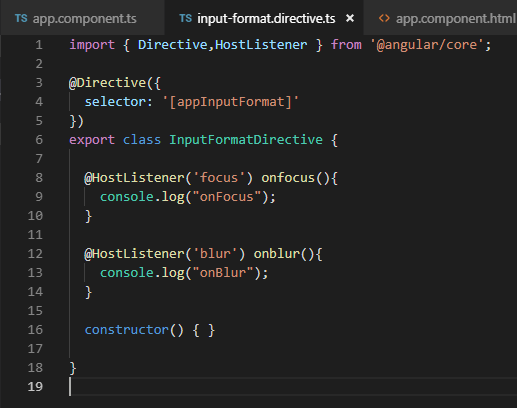 TS app.component.ts TS input-format.directive.ts × <> app.component.html
1 import { Directive,HostListener } from '@angular/core';
2
3 @Directive({
4   selector: '[appInputFormat]'
5 })
6 export class InputFormatDirective {
7
8   @HostListener('focus') onfocus(){
9     console.log("onFocus");
10   }
11
12   @HostListener('blur') onblur(){
13     console.log("onBlur");
14   }
15
16   constructor() { }
17
18 }
19